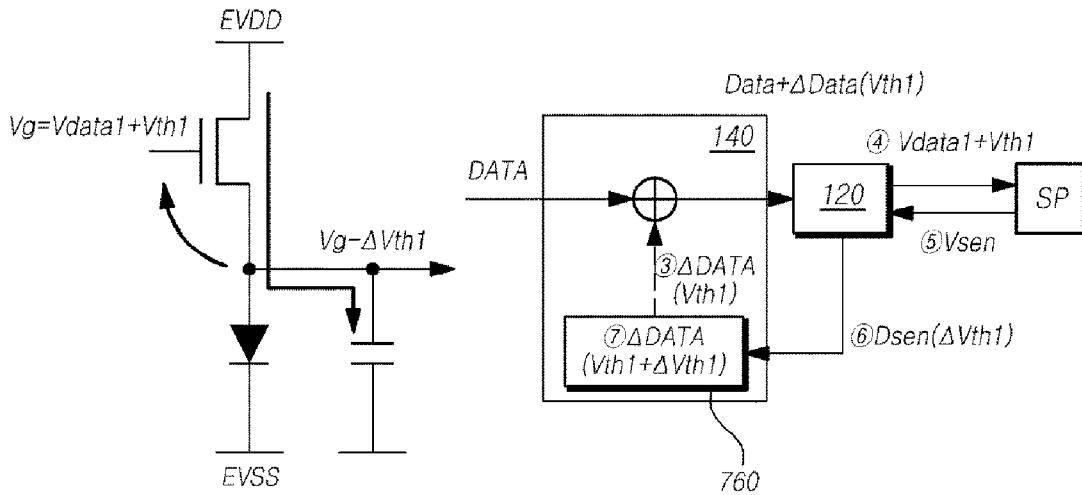 EVDD
Vg=Vdata1+Vth1
Vg-ΔVth1
EVSS
Data+ΔData(Vth1)
140
DATA
④ Vdata1+Vth1
120
SP
⑤Vsen
③ΔDATA
(Vth1)
⑥Dsen(ΔVth1)
⑦ΔDATA
(Vth1+ΔVth1)
760